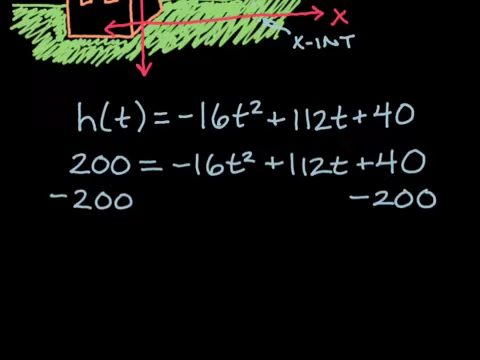 X
X-INT
h(t) = -16t² + 112t + 40
200 = -16t² + 112t + 40
-200 -200